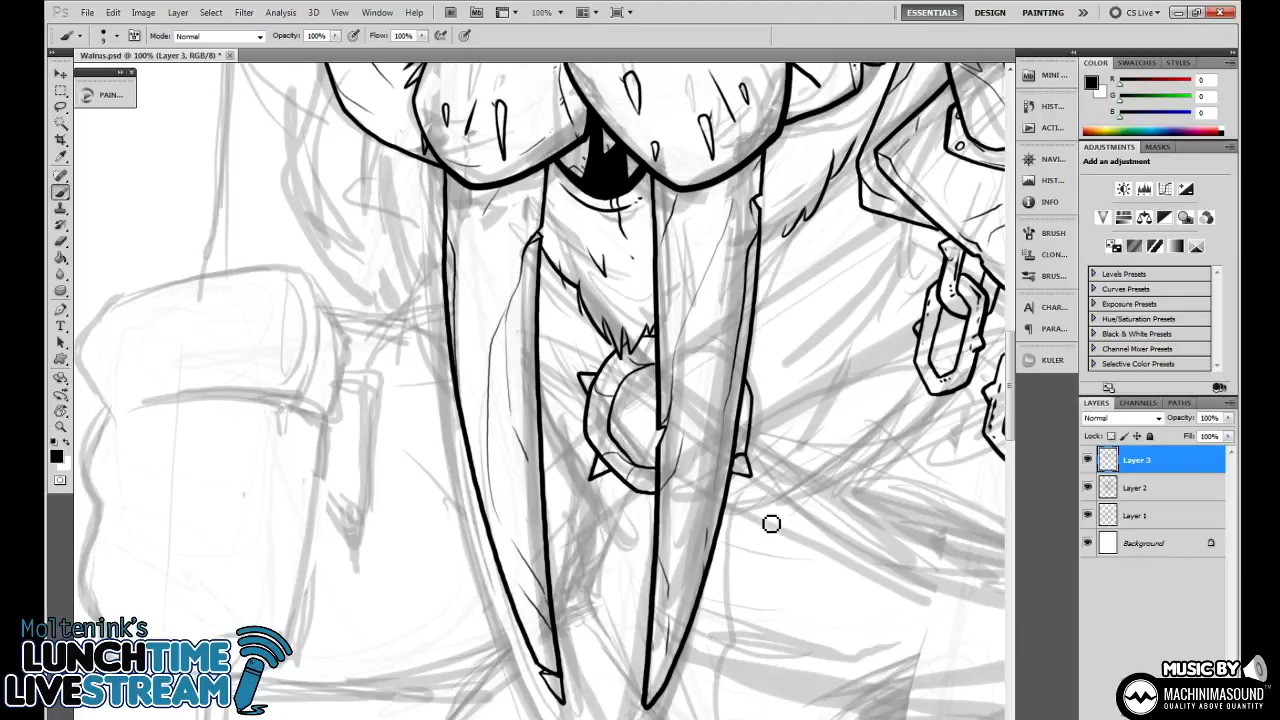 Ps File Edit Image Layer Select Filter Analysis 3D View Window Help Br Mb 100% ESSENTIALS DESIGN PAINTING CS Live
9 Mode: Normal Opacity: 100% Flow: 100%
Walrus.psd @ 100% (Layer 3, RGB/8) *
PAIN...
MINI ...
HIST...
ACTI...
NAVI...
HIST...
INFO
BRUSH
CLON...
BRUS...
CHAR...
PARA...
KULER
COLOR SWATCHES STYLES
R 0
G 0
B 0
ADJUSTMENTS MASKS
Add an adjustment
Levels Presets
Curves Presets
Exposure Presets
Hue/Saturation Presets
Black & White Presets
Channel Mixer Presets
Selective Color Presets
LAYERS CHANNELS PATHS
Normal Opacity: 100%
Lock: Fill: 100%
Layer 3
Layer 2
Layer 1
Background
Moltenink's
LUNCHTIME
LIVESTREAM
MUSIC BY
MACHINIMASOUND
QUALITY ABOVE QUANTITY